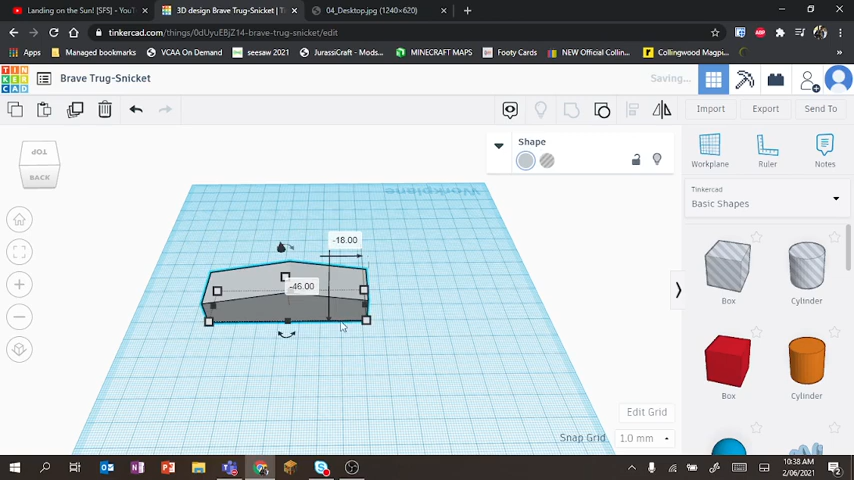 Landing on the Sun! [SFS] - YouT
3D design Brave Trug-Snicket |
04_Desktop.jpg (1240×620)
tinkercad.com/things/0dUyuEBjZ14-brave-trug-snicket/edit
Apps
Managed bookmarks
VCAA On Demand
seesaw 2021
JurassiCraft - Mods...
MINECRAFT MAPS
Footy Cards
NEW Official Collin...
Collingwood Magpi...
TIN
KER
CAD
Brave Trug-Snicket
Saving...
Import
Export
Send To
TOP
BACK
Shape
Workplane
Ruler
Notes
Workplane
Tinkercad
Basic Shapes
-18.00
-46.00
Box
Cylinder
Box
Cylinder
Edit Grid
Snap Grid
1.0 mm
10:38 AM
2/06/2021
2